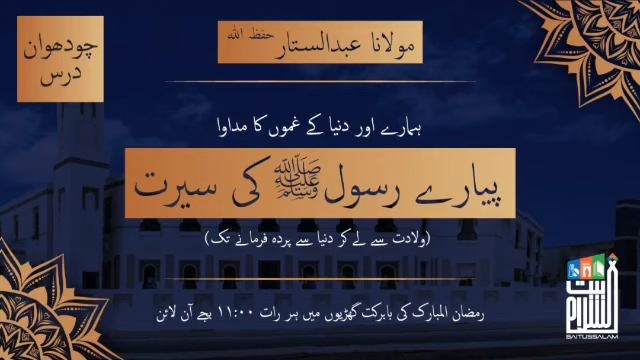 چودھواں
درس
مولانا عبدالستار حفظہ اللہ
ہمارے اور دنیا کے غموں کا مداوا
پیارے رسول ﷺ کی سیرت
(ولادت سے لے کر دنیا سے پردہ فرمانے تک)
رمضان المبارک کی بابرکت گھڑیوں میں ہر رات ۱۱:۰۰ بجے آن لائن
بیت السلام
BAITUSSALAM